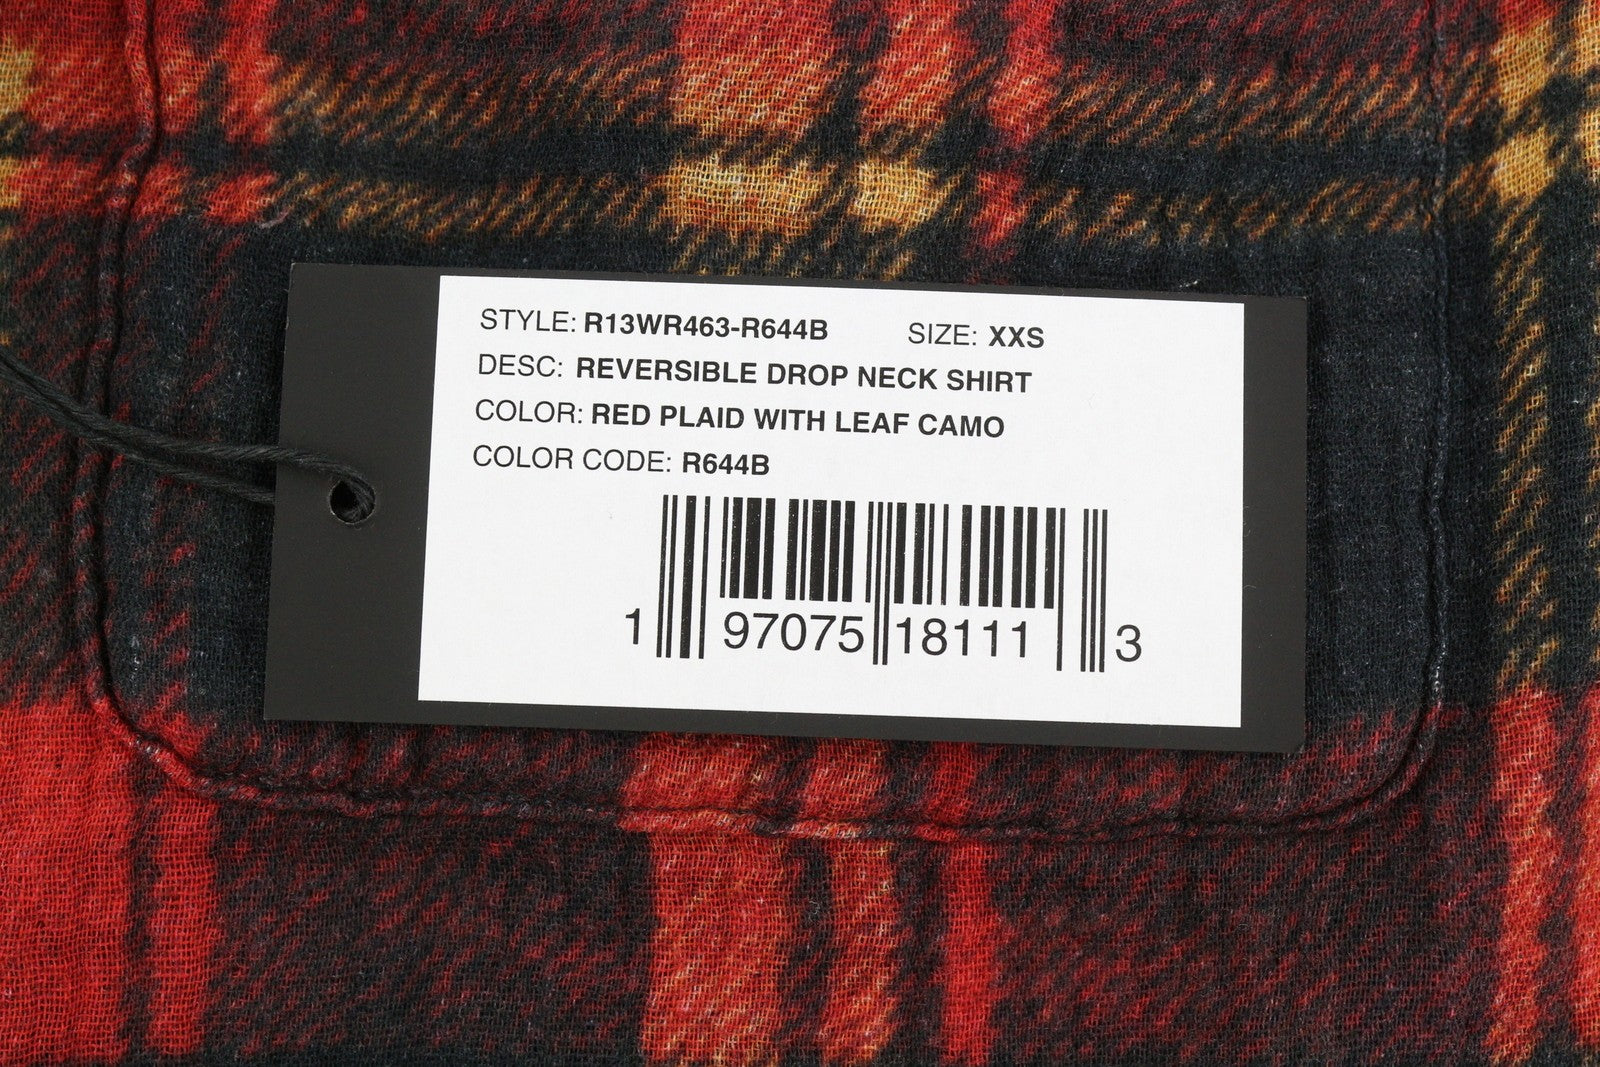 STYLE: R13WR463-R644B SIZE: XXS
DESC: REVERSIBLE DROP NECK SHIRT
COLOR: RED PLAID WITH LEAF CAMO
COLOR CODE: R644B
1 97075 18111 3